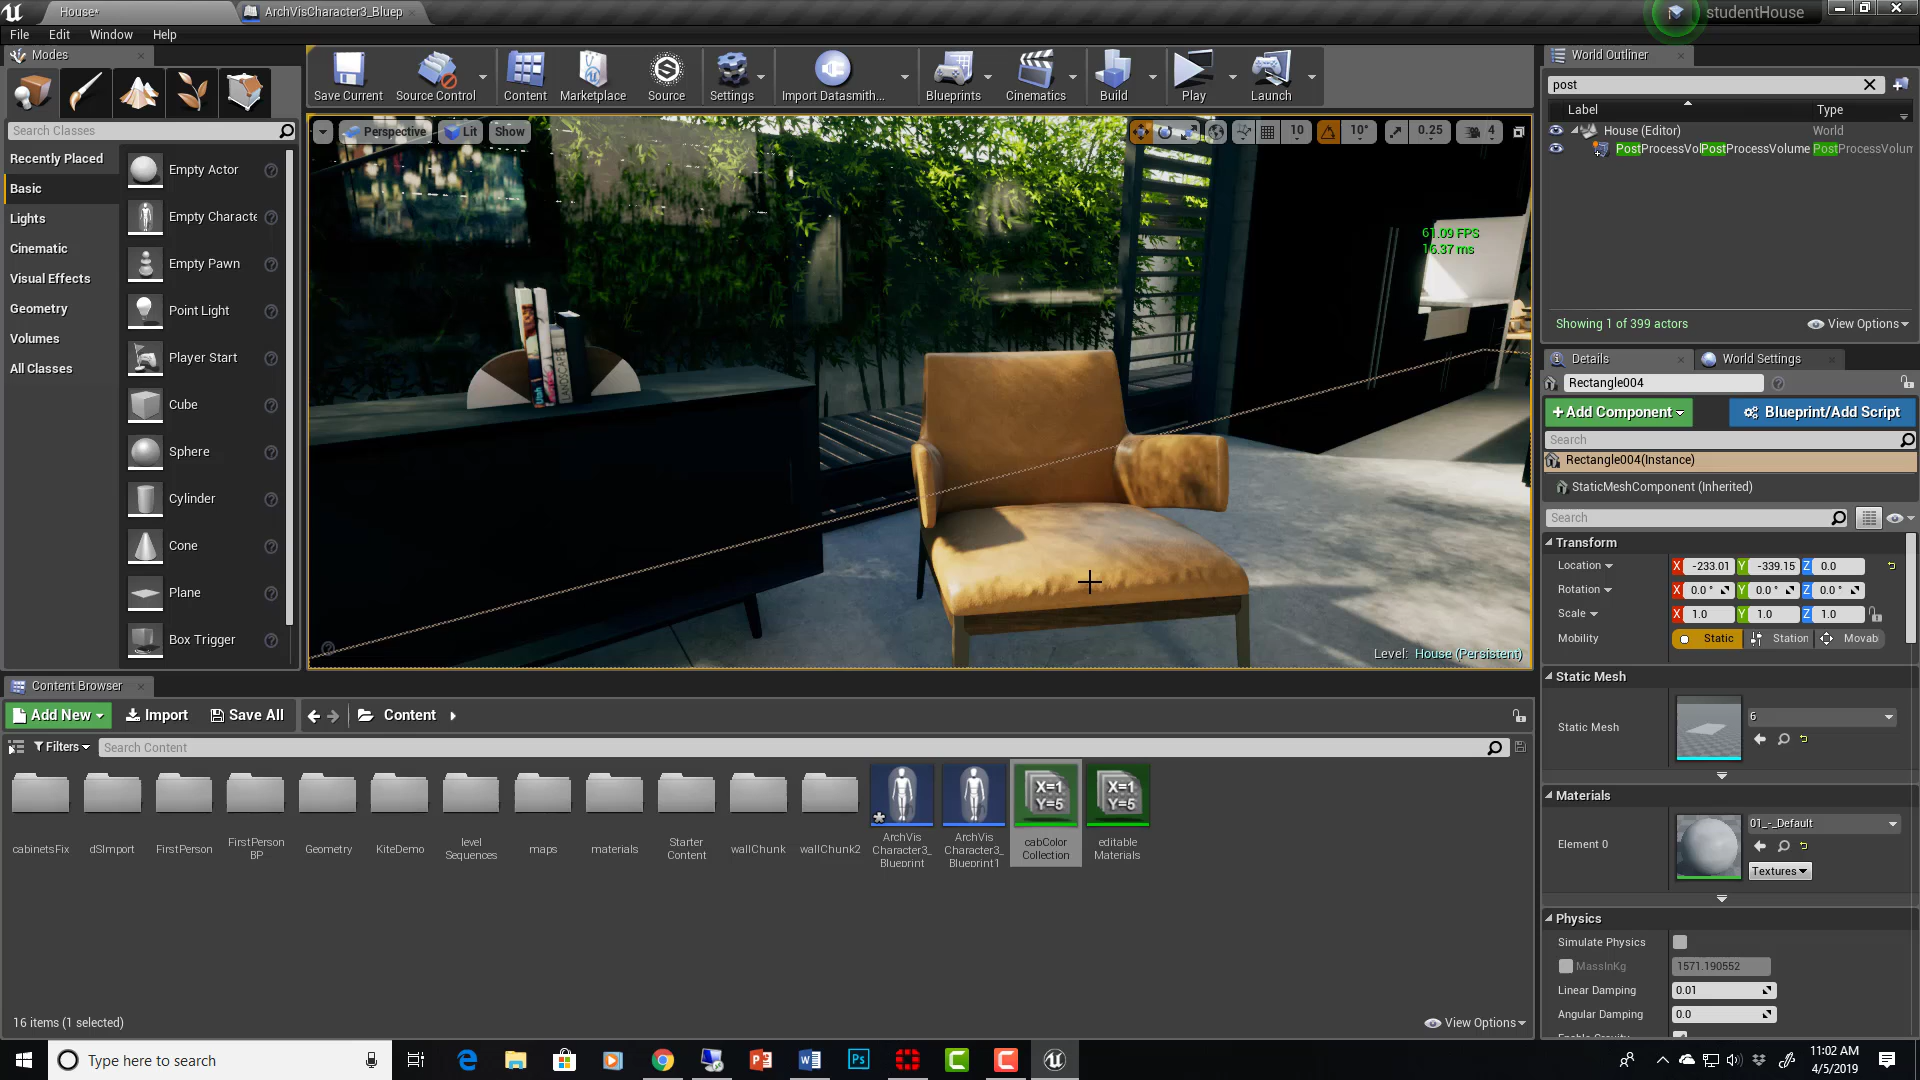 House*
ArchVisCharacter3_Bluep
studentHouse
File Edit Window Help
Modes
Search Classes
Recently Placed
Basic
Lights
Cinematic
Visual Effects
Geometry
Volumes
All Classes
Empty Actor
Empty Characte
Empty Pawn
Point Light
Player Start
Cube
Sphere
Cylinder
Cone
Plane
Box Trigger
Save Current
Source Control
Content
Marketplace
Source
Settings
Import Datasmith...
Blueprints
Cinematics
Build
Play
Launch
Perspective
Lit
Show
10
10°
0.25
4
61.09 FPS
16.37 ms
LANDSCAPE
Level: House (Persistent)
World Outliner
post
Label Type
House (Editor) World
PostProcessVolPostProcessVolume PostProcessVolum
Showing 1 of 399 actors
View Options
Details
World Settings
Rectangle004
+Add Component
Blueprint/Add Script
Search
Rectangle004(Instance)
StaticMeshComponent (Inherited)
Search
Transform
Location X -233.01 Y -339.15 Z 0.0
Rotation X 0.0 ° Y 0.0 ° Z 0.0 °
Scale X 1.0 Y 1.0 Z 1.0
Mobility Static Station Movab
Static Mesh
Static Mesh
6
Materials
Element 0
01_-_Default
Textures
Physics
Simulate Physics
MassInKg 1571.190552
Linear Damping 0.01
Angular Damping 0.0
Content Browser
Add New
Import
Save All
Content
Filters
Search Content
cabinetsFix
dSImport
FirstPerson
FirstPerson
BP
Geometry
KiteDemo
level
Sequences
maps
materials
Starter
Content
wallChunk
wallChunk2
ArchVis
Character3_
Blueprint
ArchVis
Character3_
Blueprint1
X=1
Y=5
cabColor
Collection
X=1
Y=5
editable
Materials
16 items (1 selected)
View Options
Type here to search
Ps
11:02 AM
4/5/2019